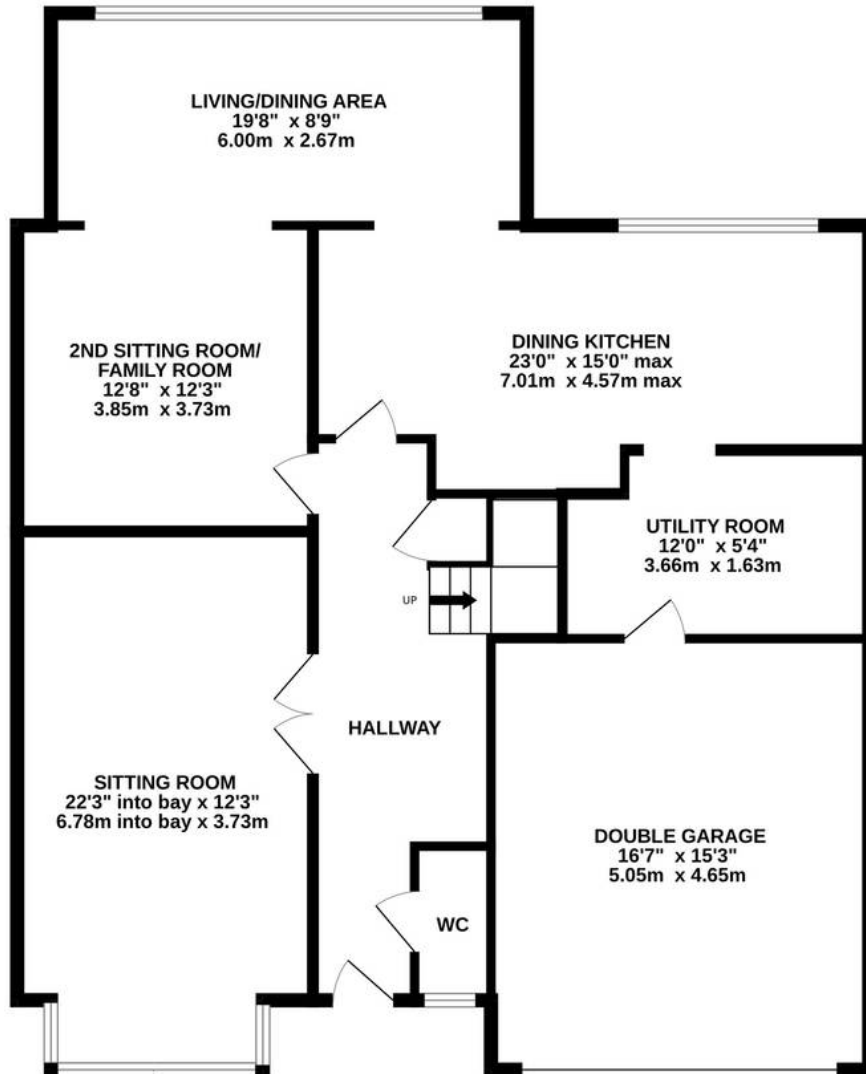 LIVING/DINING AREA
19'8" x 8'9"
6.00m x 2.67m
2ND SITTING ROOM/
FAMILY ROOM
12'8" x 12'3"
3.85m x 3.73m
DINING KITCHEN
23'0" x 15'0" max
7.01m x 4.57m max
UTILITY ROOM
12'0" x 5'4"
3.66m x 1.63m
UP
HALLWAY
SITTING ROOM
22'3" into bay x 12'3"
6.78m into bay x 3.73m
DOUBLE GARAGE
16'7" x 15'3"
5.05m x 4.65m
WC